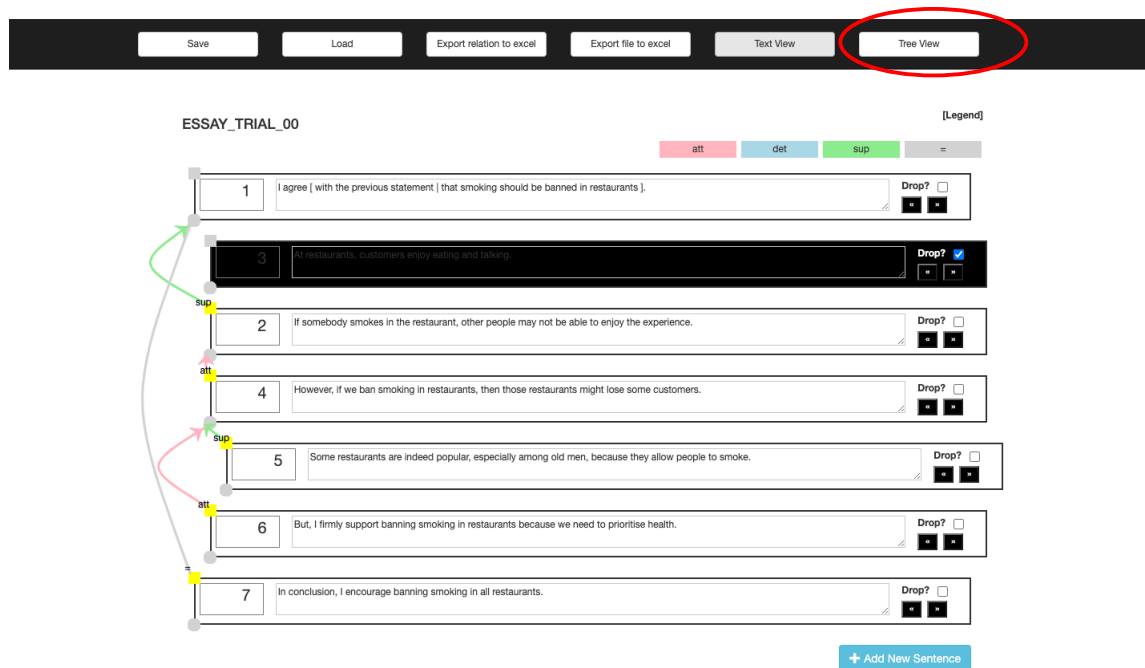 Save Load Export relation to excel Export file to excel Text View Tree View
[Legend]
ESSAY_TRIAL_00
att det sup =
1 I agree [ with the previous statement | that smoking should be banned in restaurants ]. Drop?
« »
3 At restaurants, customers enjoy eating and talking. Drop?
« »
sup
2 If somebody smokes in the restaurant, other people may not be able to enjoy the experience. Drop?
« »
att
4 However, if we ban smoking in restaurants, then those restaurants might lose some customers. Drop?
« »
sup
5 Some restaurants are indeed popular, especially among old men, because they allow people to smoke. Drop?
« »
att
6 But, I firmly support banning smoking in restaurants because we need to prioritise health. Drop?
« »
=
7 In conclusion, I encourage banning smoking in all restaurants. Drop?
« »
+ Add New Sentence